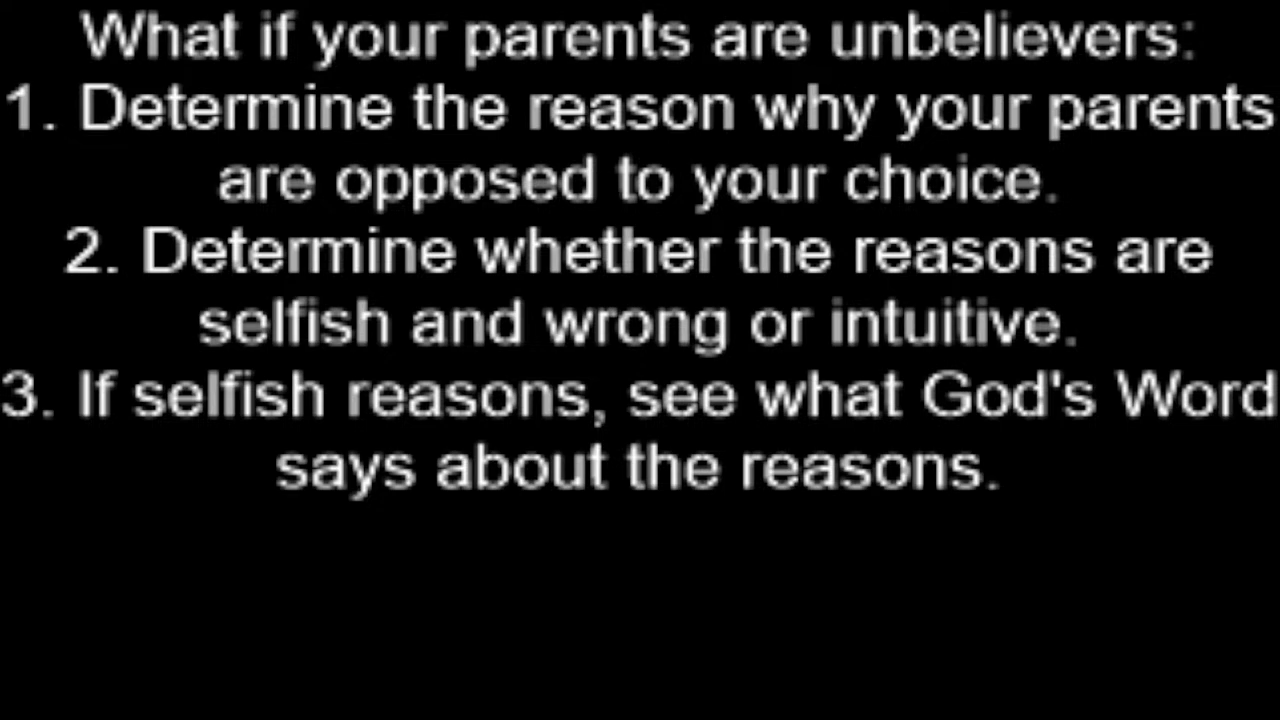 What if your parents are unbelievers:
1. Determine the reason why your parents
are opposed to your choice.
2. Determine whether the reasons are
selfish and wrong or intuitive.
3. If selfish reasons, see what God's Word
says about the reasons.